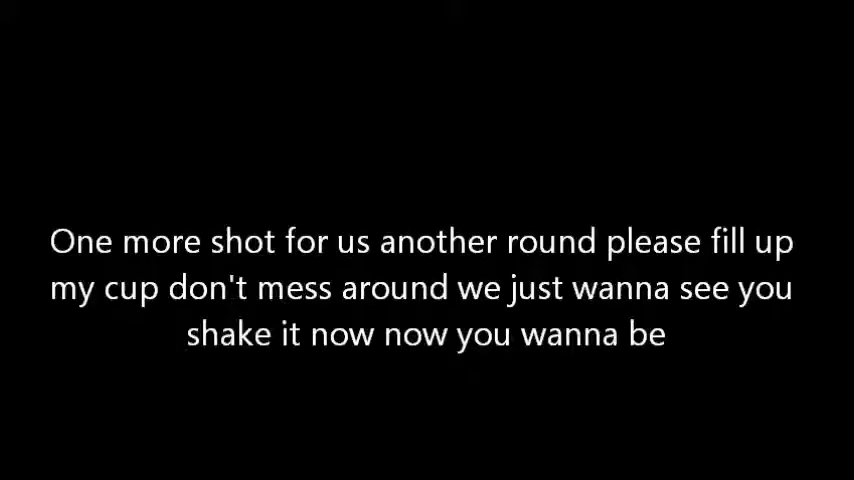 One more shot for us another round please fill up
my cup don't mess around we just wanna see you
shake it now now you wanna be